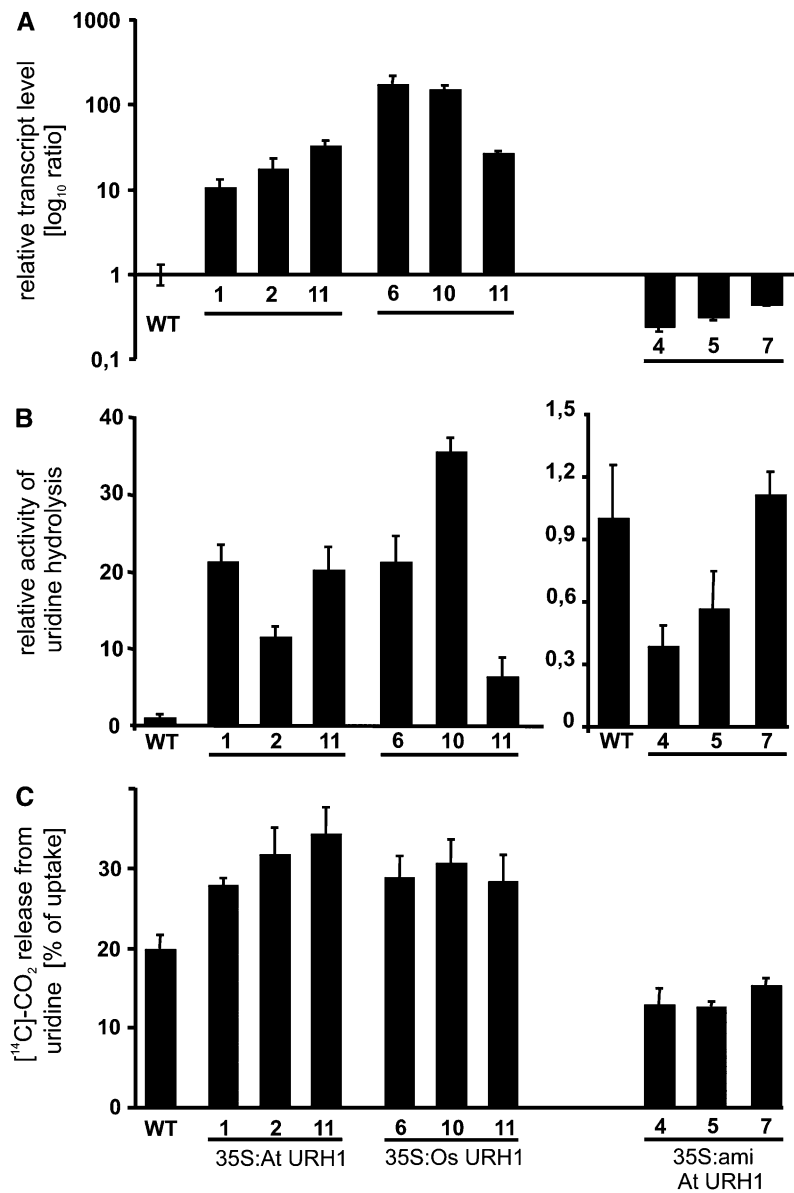 A
relative transcript level
[log10 ratio]
1000
100
10
1
0,1
WT
1 2 11
6 10 11
4 5 7
B
relative activity of
uridine hydrolysis
40
30
20
10
0
WT
1 2 11
6 10 11
1,5
1,2
0,9
0,6
0,3
0
WT
4 5 7
C
[14C]-CO2 release from
uridine [% of uptake]
30
20
10
0
WT
1 2 11
6 10 11
4 5 7
35S:At URH1
35S:Os URH1
35S:ami
At URH1